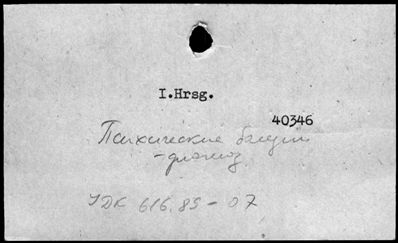 I.Hrsg.
40346
Психические болезни
- диагноз
УДК 616.89-07